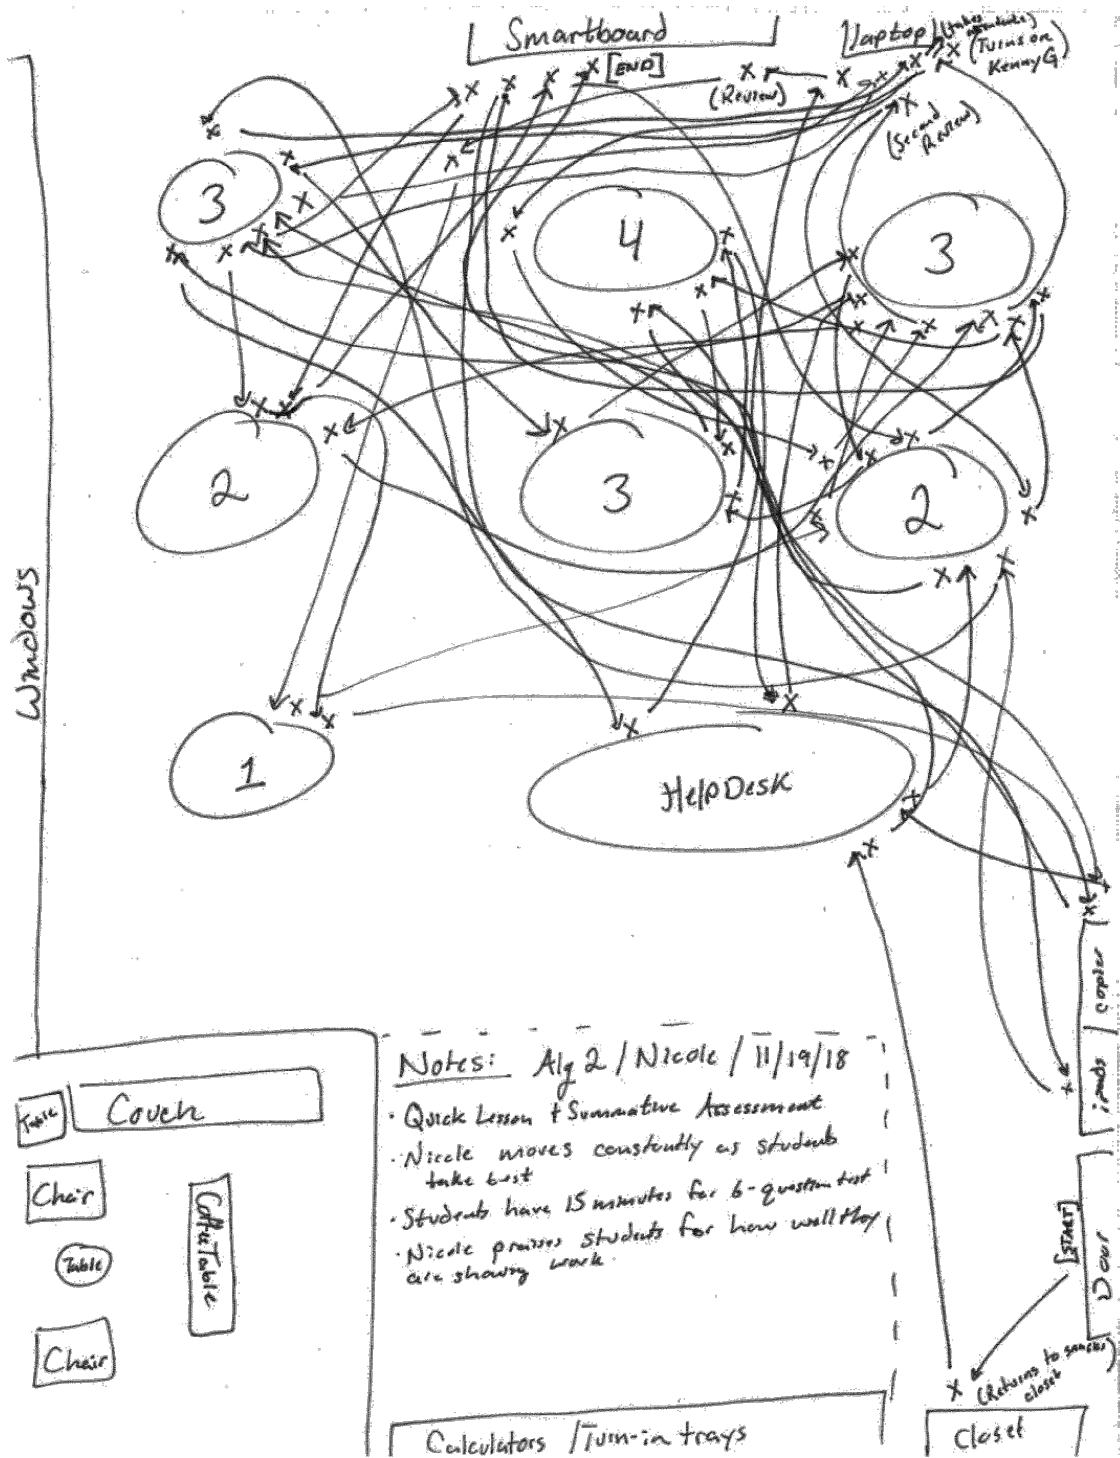 Smartboard
[END]
laptop
(takes attendance)
(Turns on
Kenny G)
(Review)
(Second
Review)
3
4
3
2
3
2
Windows
1
HelpDesk
ipads / copier
Notes: Alg 2 / Nicole / 11/19/18
· Quick Lesson + Summative Assessment
· Nicole moves constantly as students
take test
· Students have 15 minutes for 6-question test
· Nicole praises students for how well they
are showing work.
Table
Couch
Chair
Coffee Table
Table
Chair
[START]
Door
(Returns to snacks)
closet
Closet
Calculators / Turn-in trays